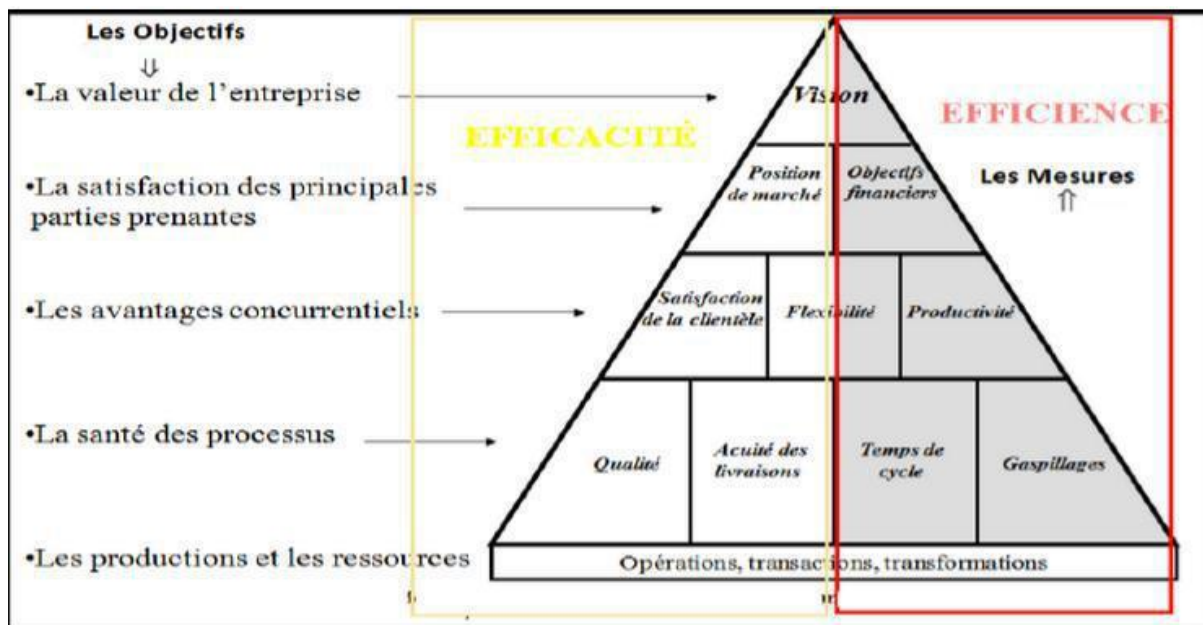 Les Objectifs
⇓
•La valeur de l'entreprise
Vision
EFFICACITÉ
EFFICIENCE
•La satisfaction des principales
parties prenantes
Position
de marché
Objectifs
financiers
Les Mesures
⇑
•Les avantages concurrentiels
Satisfaction
de la clientèle
Flexibilité
Productivité
•La santé des processus
Qualité
Acuité des
livraisons
Temps de
cycle
Gaspillages
•Les productions et les ressources
Opérations, transactions, transformations